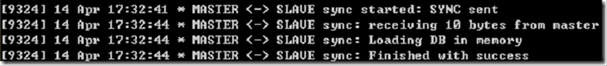 [9324] 14 Apr 17:32:41 * MASTER <-> SLAVE sync started: SYNC sent
[9324] 14 Apr 17:32:44 * MASTER <-> SLAVE sync: receiving 10 bytes from master
[9324] 14 Apr 17:32:44 * MASTER <-> SLAVE sync: Loading DB in memory
[9324] 14 Apr 17:32:44 * MASTER <-> SLAVE sync: Finished with success